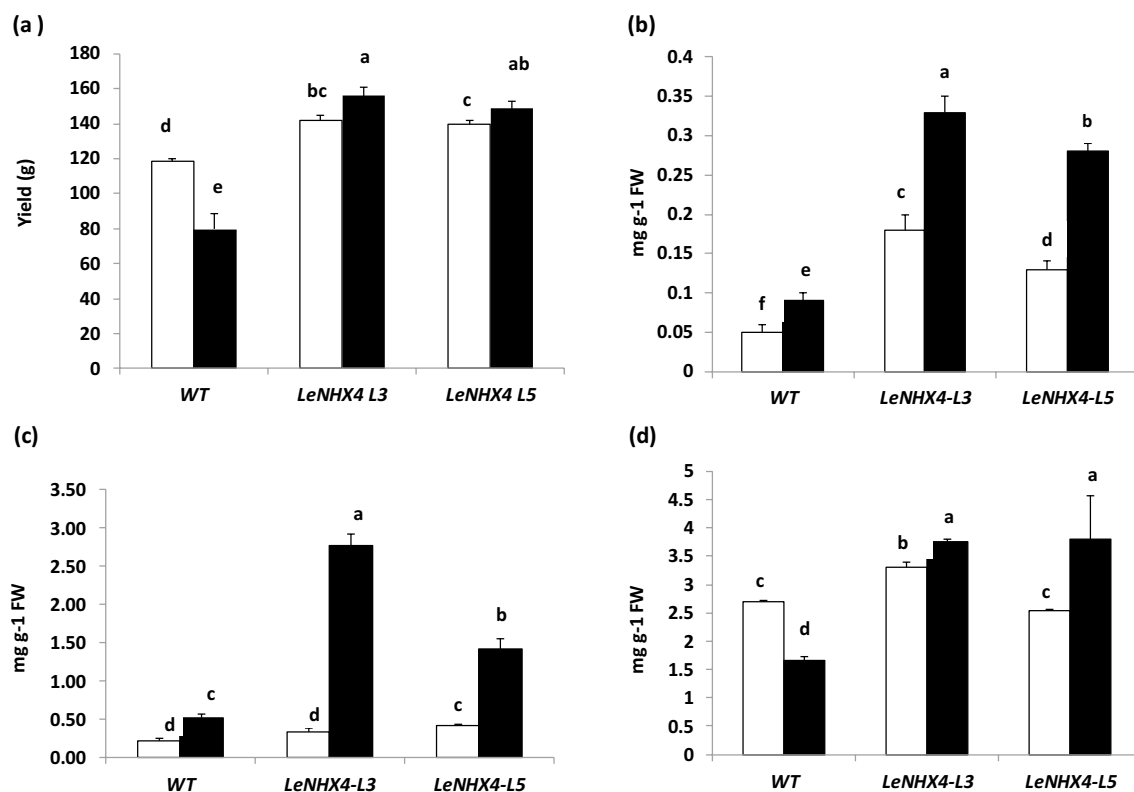 (a )
180
160
140
120
100
80
60
40
20
0
Yield (g)
d
e
bc
a
c
ab
WT
LeNHX4 L3
LeNHX4 L5
(b)
0.4
0.35
0.3
0.25
0.2
0.15
0.1
0.05
0
mg g-1 FW
f
e
c
a
d
b
WT
LeNHX4-L3
LeNHX4-L5
(c)
3.50
3.00
2.50
2.00
1.50
1.00
0.50
0.00
mg g-1 FW
d
c
d
a
c
b
WT
LeNHX4-L3
LeNHX4-L5
(d)
5
4.5
4
3.5
3
2.5
2
1.5
1
0.5
0
mg g-1 FW
c
d
b
a
c
a
WT
LeNHX4-L3
LeNHX4-L5